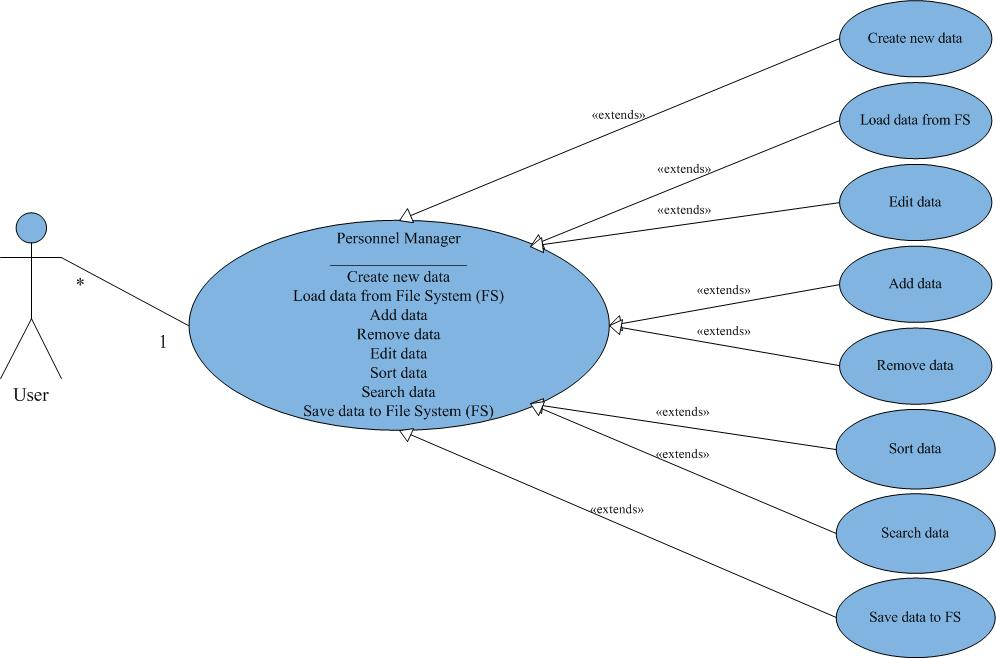 Create new data
«extends»
Load data from FS
«extends»
Edit data
«extends»
Personnel Manager
Create new data
Load data from File System (FS)
Add data
Remove data
Edit data
Sort data
Search data
Save data to File System (FS)
*
1
User
Add data
«extends»
Remove data
«extends»
Sort data
«extends»
Search data
«extends»
Save data to FS
«extends»